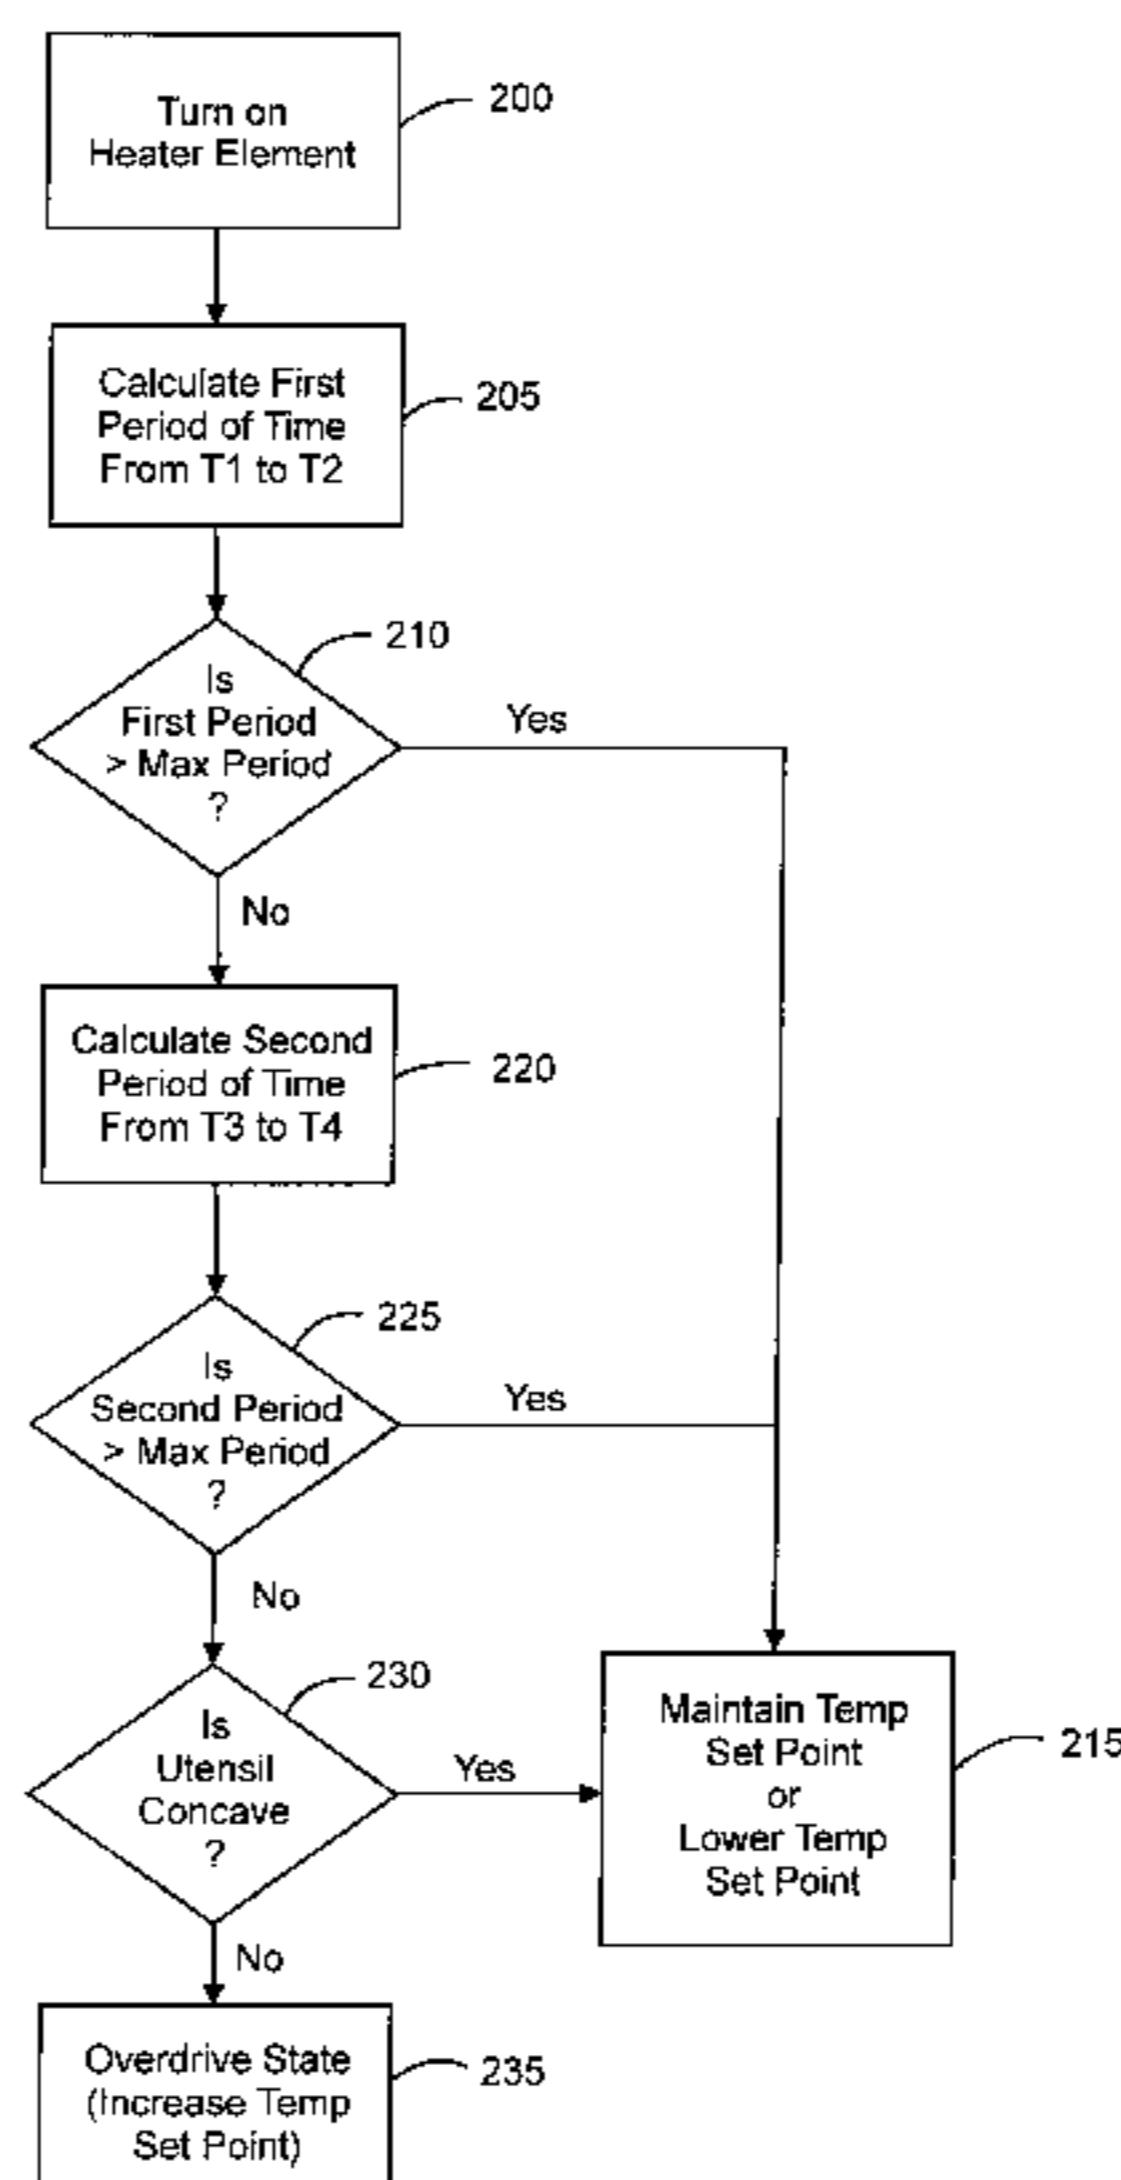 Turn on
Heater Element
200
Calculate First
Period of Time
From T1 to T2
205
210
Is
First Period
> Max Period
?
Yes
No
Calculate Second
Period of Time
From T3 to T4
220
225
Is
Second Period
> Max Period
?
Yes
No
230
Is
Utensil
Concave
?
Yes
Maintain Temp
Set Point
or
Lower Temp
Set Point
215
No
Overdrive State
(Increase Temp
Set Point)
235